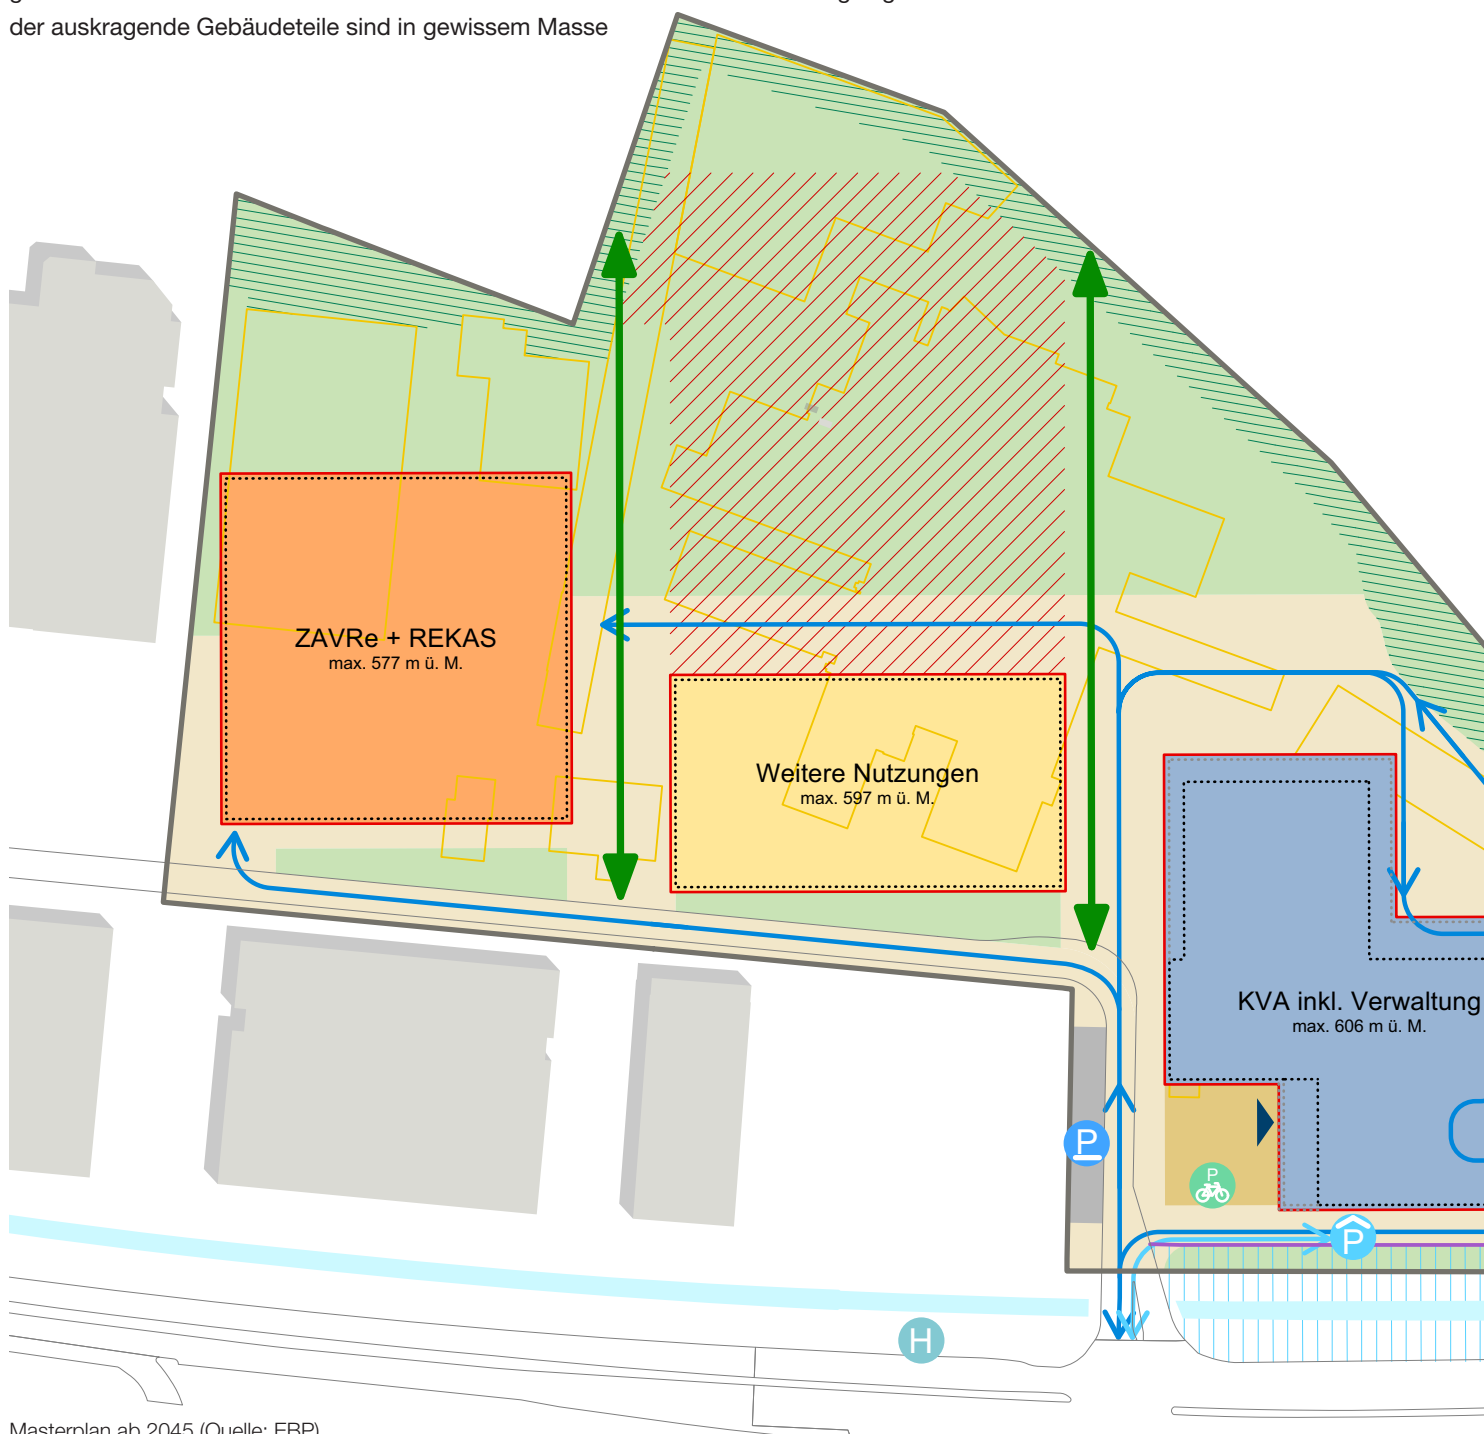 der auskragende Gebäudeteile sind in gewissem Masse
ZAVRe + REKAS
max. 577 m ü. M.
Weitere Nutzungen
max. 597 m ü. M.
KVA inkl. Verwaltung
max. 606 m ü. M.
P
P
P
H
Masterplan ab 2045 (Quelle: EBP)